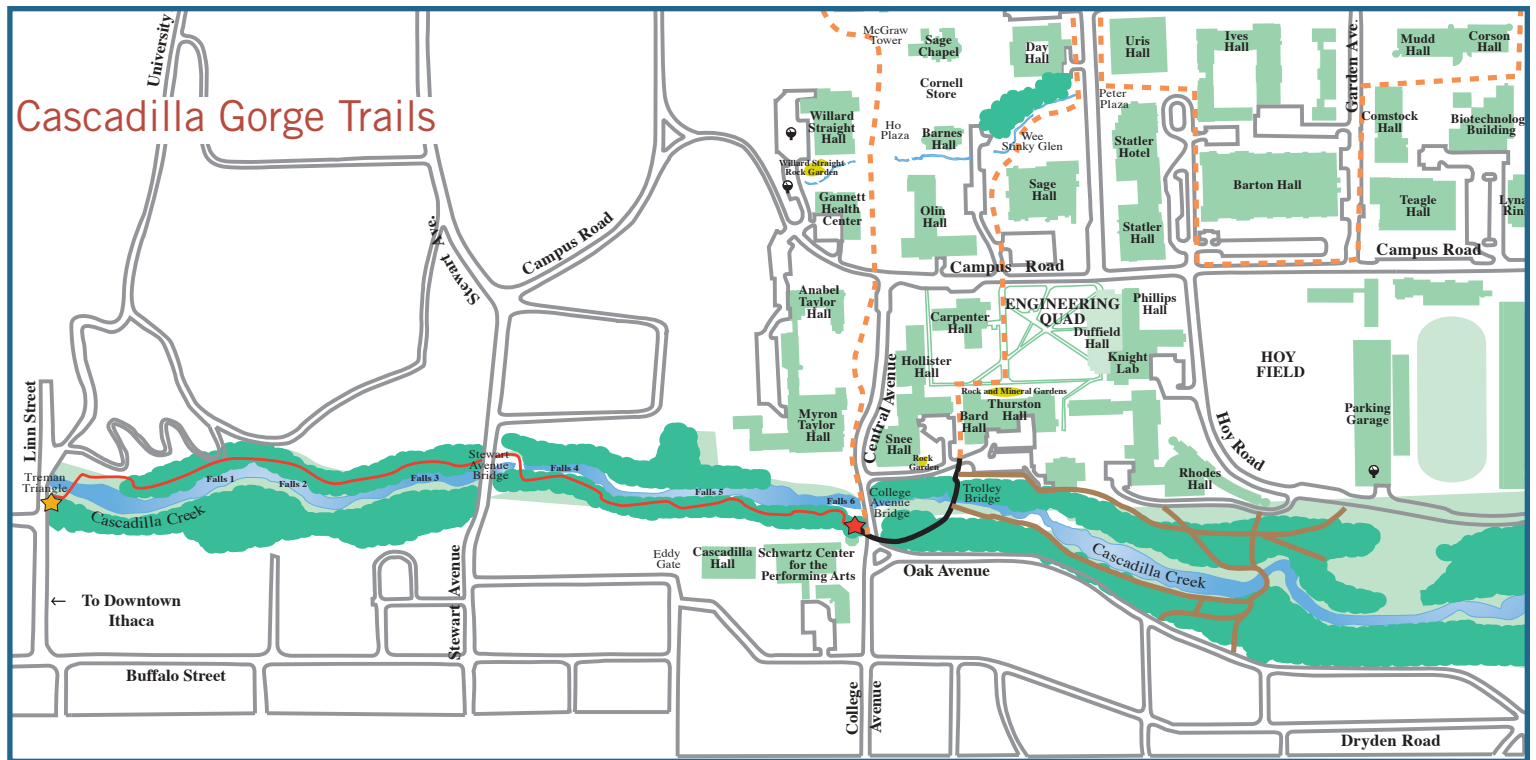 Cascadilla Gorge Trails
University
McGraw
Tower
Sage
Chapel
Day
Hall
Uris
Hall
Ives
Hall
Garden Ave.
Mudd
Hall
Corson
Hall
Cornell
Store
Peter
Plaza
Willard
Straight
Hall
Ho
Plaza
Barnes
Hall
Wee
Stinky Glen
Statler
Hotel
Comstock
Hall
Biotechnolog
Building
Willard Straight
Rock Garden
Gannett
Health
Center
Olin
Hall
Sage
Hall
Barton Hall
Teagle
Hall
Lyna
Rin
Statler
Hall
Stewart Ave.
Campus Road
Campus Road
Campus Road
Anabel
Taylor
Hall
Carpenter
Hall
ENGINEERING
QUAD
Phillips
Hall
Duffield
Hall
Knight
Lab
Hollister
Hall
HOY
FIELD
Central Avenue
Rock and Mineral Gardens
Thurston
Hall
Bard
Hall
Myron
Taylor
Hall
Snee
Hall
Rock
Garden
Parking
Garage
Hoy Road
Rhodes
Hall
Linn Street
Treman
Triangle
Falls 1
Falls 2
Falls 3
Stewart
Avenue
Bridge
Falls 4
Falls 5
Falls 6
College
Avenue
Bridge
Trolley
Bridge
Cascadilla Creek
Cascadilla Creek
Eddy
Gate
Cascadilla
Hall
Schwartz Center
for the
Performing Arts
Oak Avenue
← To Downtown
Ithaca
Stewart Avenue
Buffalo Street
College
Avenue
Dryden Road